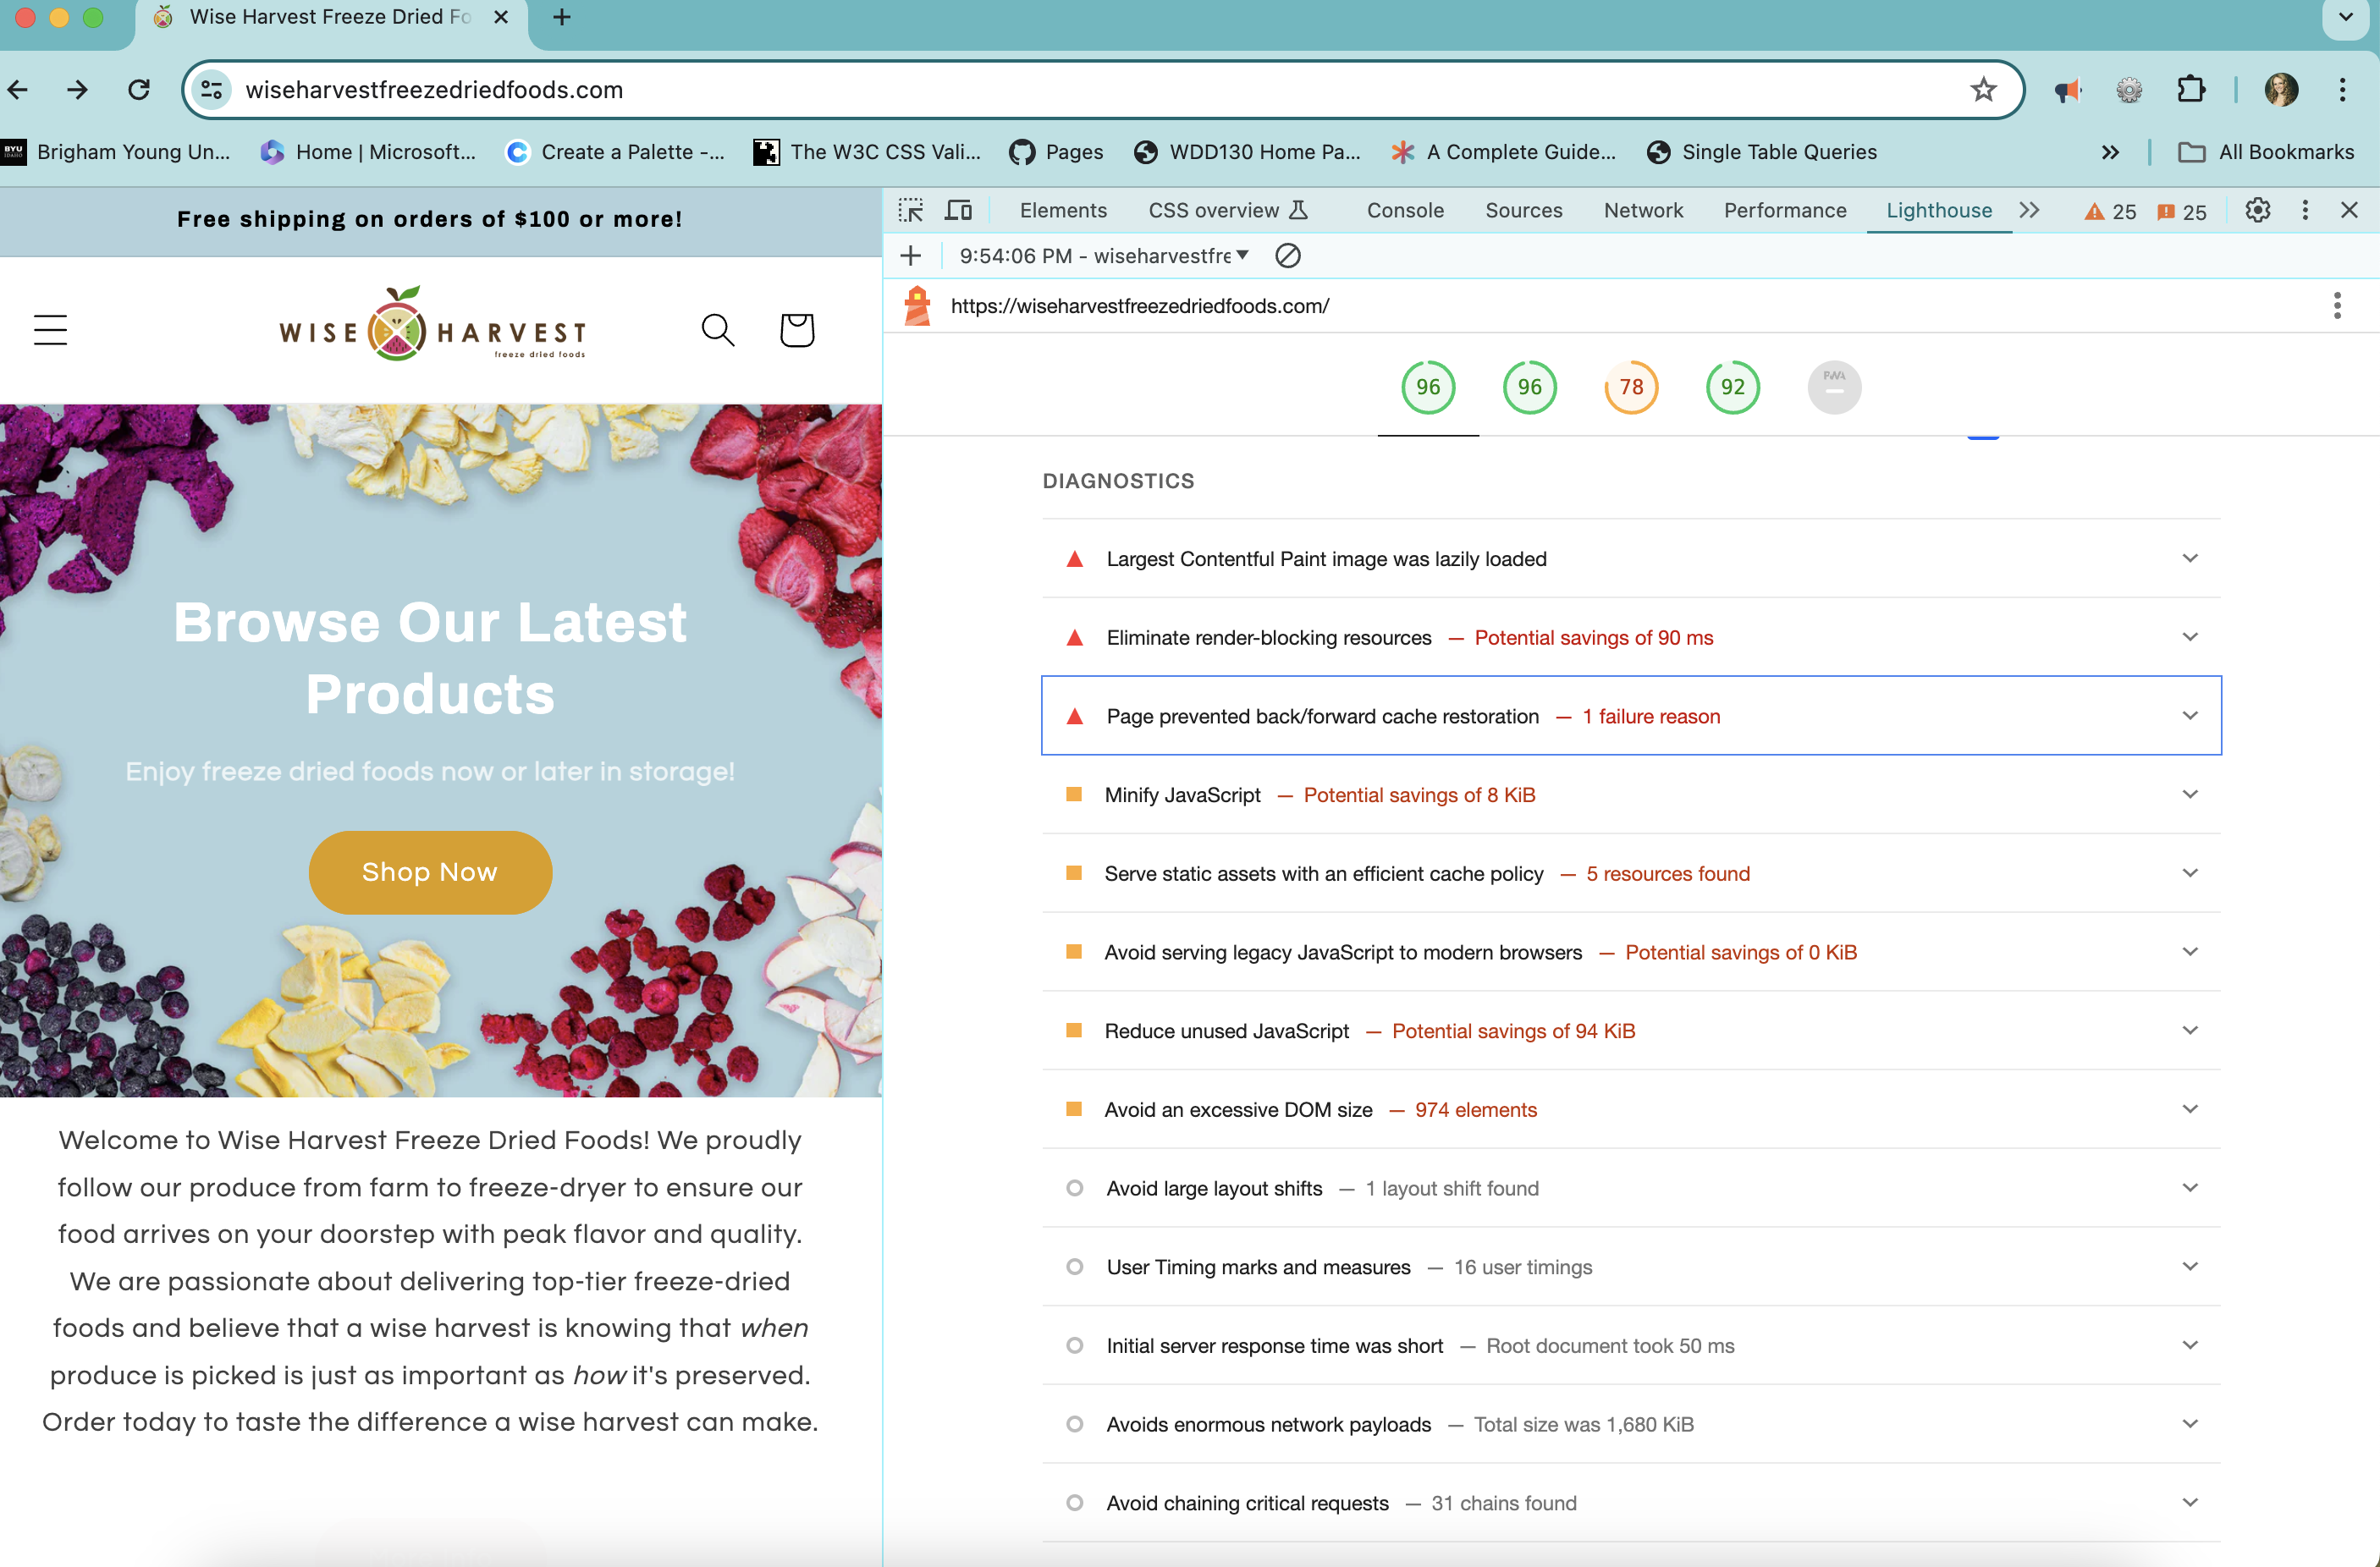 Wise Harvest Freeze Dried Fo
wiseharvestfreezedriedfoods.com
BYU
IDAHO
Brigham Young Un...
Home | Microsoft...
Create a Palette -...
The W3C CSS Vali...
Pages
WDD130 Home Pa...
A Complete Guide...
Single Table Queries
All Bookmarks
Free shipping on orders of $100 or more!
WISE HARVEST
freeze dried foods
Browse Our Latest
Products
Enjoy freeze dried foods now or later in storage!
Shop Now
Welcome to Wise Harvest Freeze Dried Foods! We proudly
follow our produce from farm to freeze-dryer to ensure our
food arrives on your doorstep with peak flavor and quality.
We are passionate about delivering top-tier freeze-dried
foods and believe that a wise harvest is knowing that when
produce is picked is just as important as how it's preserved.
Order today to taste the difference a wise harvest can make.
Elements
CSS overview
Console
Sources
Network
Performance
Lighthouse
25
25
9:54:06 PM - wiseharvestfre
https://wiseharvestfreezedriedfoods.com/
96
96
78
92
PWA
DIAGNOSTICS
Largest Contentful Paint image was lazily loaded
Eliminate render-blocking resources — Potential savings of 90 ms
Page prevented back/forward cache restoration — 1 failure reason
Minify JavaScript — Potential savings of 8 KiB
Serve static assets with an efficient cache policy — 5 resources found
Avoid serving legacy JavaScript to modern browsers — Potential savings of 0 KiB
Reduce unused JavaScript — Potential savings of 94 KiB
Avoid an excessive DOM size — 974 elements
Avoid large layout shifts — 1 layout shift found
User Timing marks and measures — 16 user timings
Initial server response time was short — Root document took 50 ms
Avoids enormous network payloads — Total size was 1,680 KiB
Avoid chaining critical requests — 31 chains found